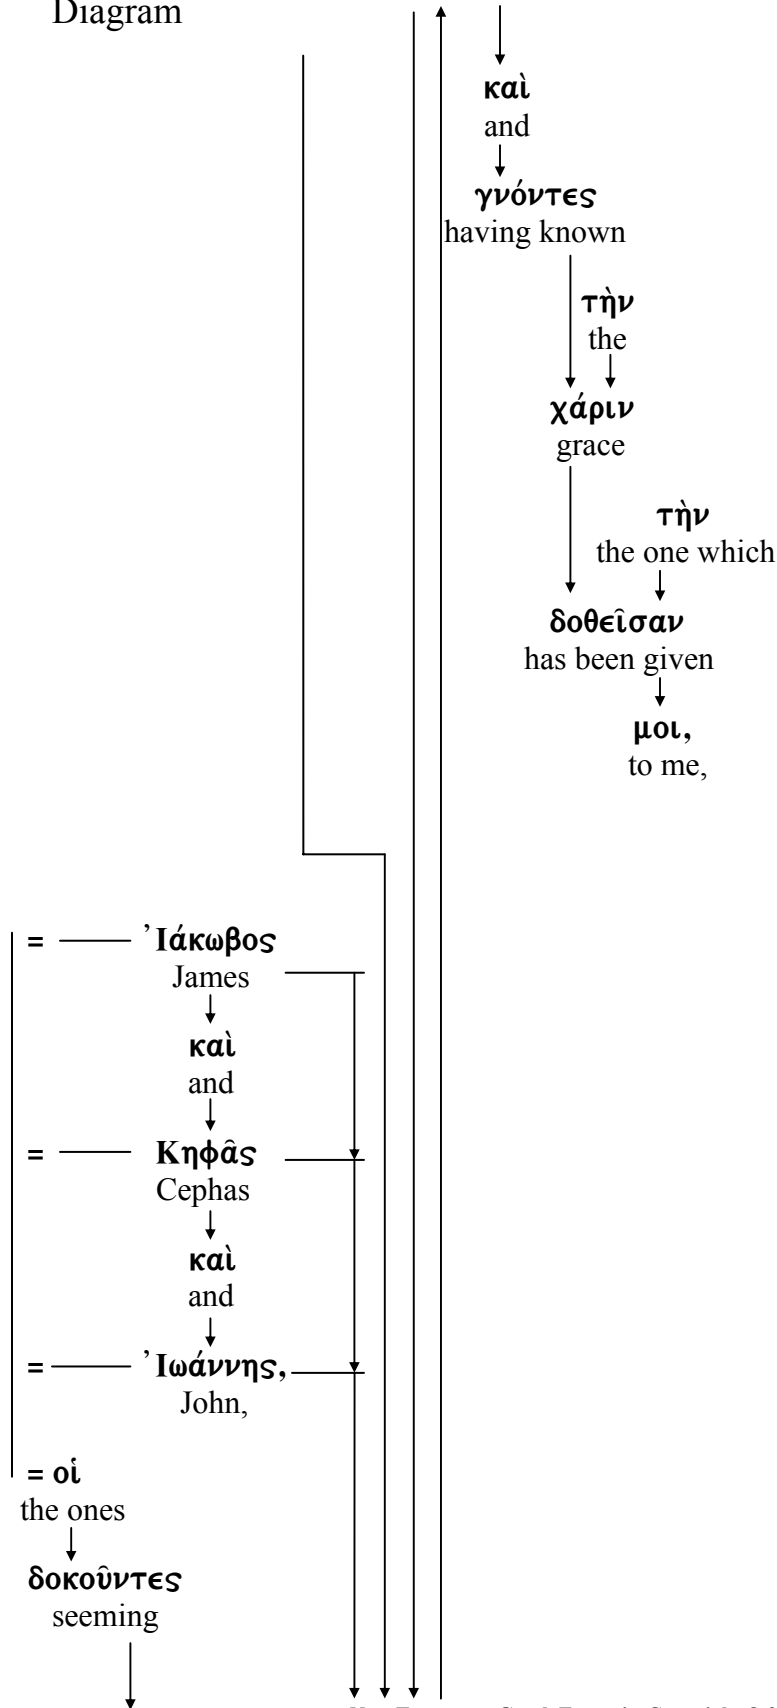 Diagram
καὶ
and
γνόντες
having known
τὴν
the
χάριν
grace
τὴν
the one which
δοθεῖσαν
has been given
μοι,
to me,
= Ἰάκωβος
James
καὶ
and
= Κηφᾶς
Cephas
καὶ
and
= Ἰωάννης,
John,
= οἱ
the ones
δοκοῦντες
seeming